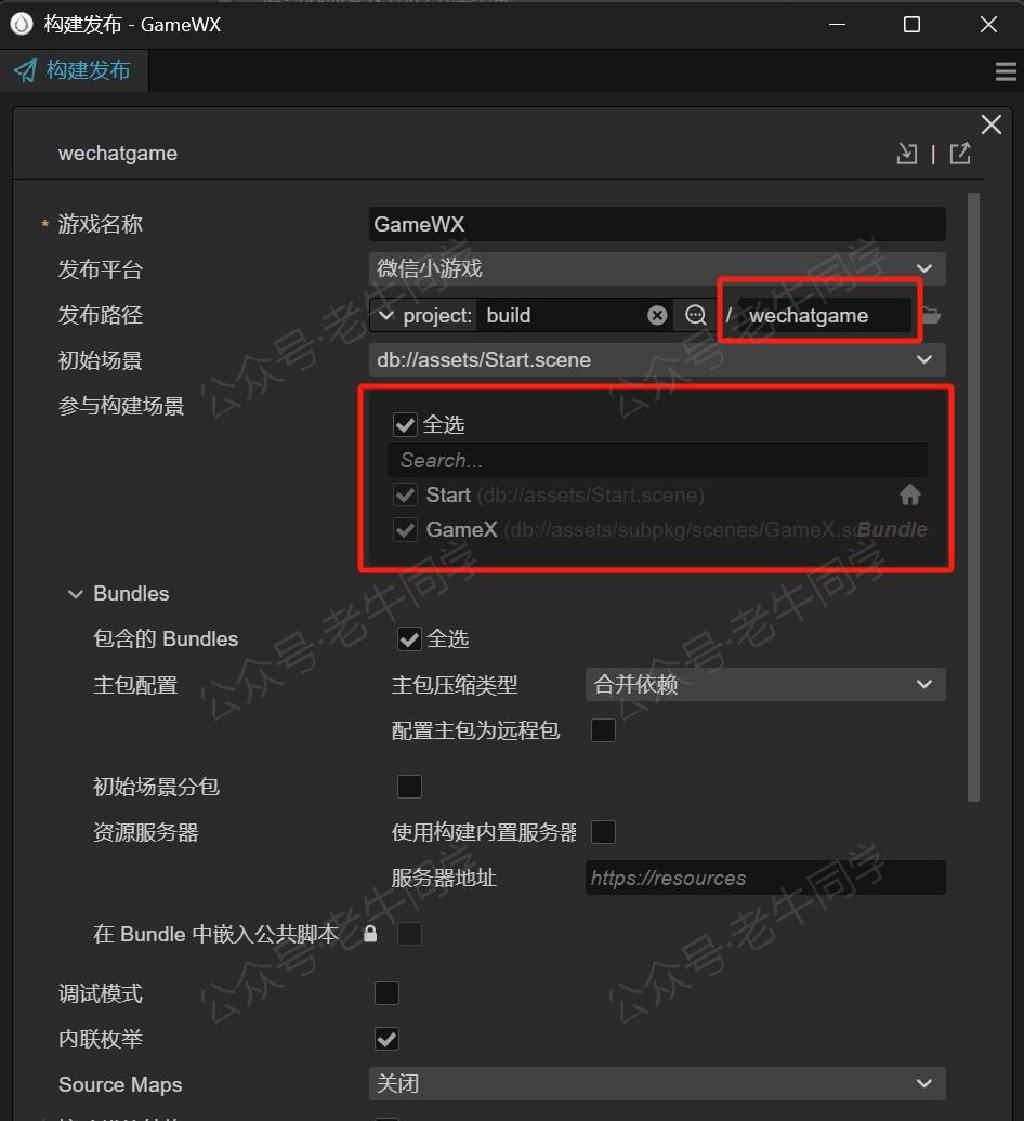 构建发布 - GameWX
构建发布
wechatgame
* 游戏名称 GameWX
发布平台 微信小游戏
发布路径 project: build / wechatgame
初始场景 db://assets/Start.scene
参与构建场景
全选
Search...
Start (db://assets/Start.scene)
GameX (db://assets/subpkg/scenes/GameX.sc Bundle
Bundles
包含的 Bundles 全选
主包配置 主包压缩类型 合并依赖
配置主包为远程包
初始场景分包
资源服务器 使用构建内置服务器
服务器地址 https://resources
在 Bundle 中嵌入公共脚本
调试模式
内联枚举
Source Maps 关闭
公众号·老牛同学
公众号·老牛同学
公众号·老牛同学
公众号·老牛同学
公众号·老牛同学
公众号·老牛同学